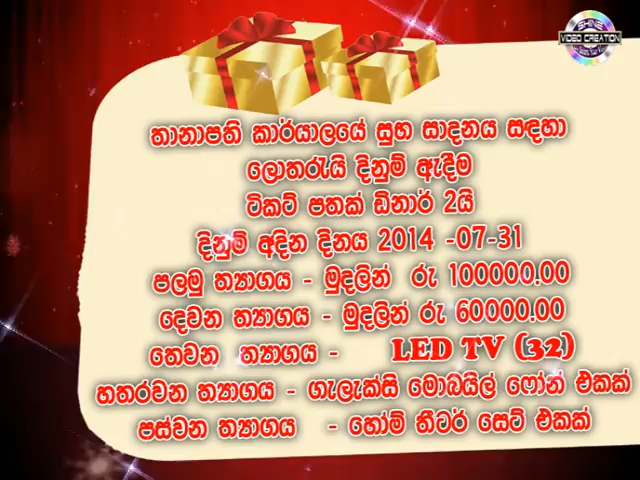 SHINE
VIDEO CREATION
තානාපති කාර්යාලයේ සුභ සාදනය සඳහා
ලොතරැයි දිනුම් ඇදීම
ටිකට් පතක් ඩිනාර් 2යි
දිනුම් අදින දිනය 2014 -07-31
පලමු ත්‍යාගය - මුදලින් රු 100000.00
දෙවන ත්‍යාගය - මුදලින් රු 60000.00
තෙවන ත්‍යාගය - LED TV (32)
හතරවන ත්‍යාගය - ගැලැක්සි මොබයිල් ෆෝන් එකක්
පස්වන ත්‍යාගය - හෝම් තීටර් සෙට් එකක්